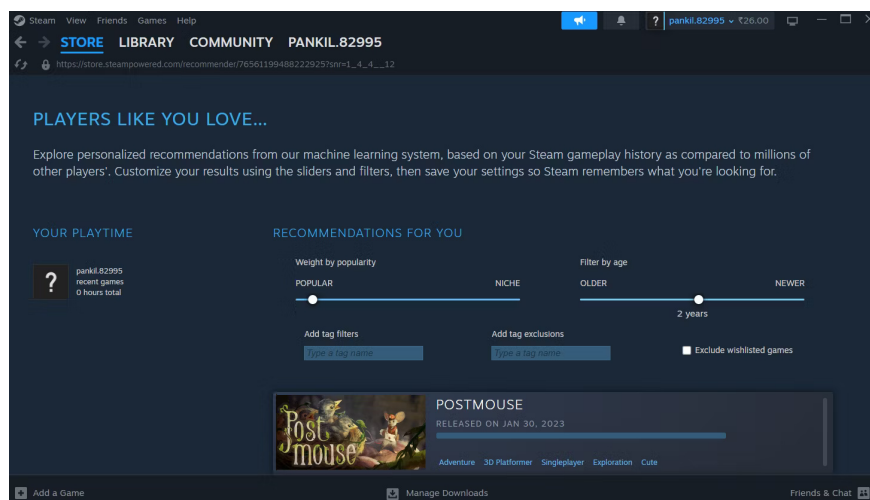 Steam View Friends Games Help
? pankil.82995 ₹26.00
STORE LIBRARY COMMUNITY PANKIL.82995
https://store.steampowered.com/recommender/76561199488222925?snr=1_4_4__12
PLAYERS LIKE YOU LOVE...
Explore personalized recommendations from our machine learning system, based on your Steam gameplay history as compared to millions of
other players'. Customize your results using the sliders and filters, then save your settings so Steam remembers what you're looking for.
YOUR PLAYTIME
?
pankil.82995
recent games
0 hours total
RECOMMENDATIONS FOR YOU
Weight by popularity
POPULAR NICHE
Filter by age
OLDER NEWER
2 years
Add tag filters
Type a tag name
Add tag exclusions
Type a tag name
Exclude wishlisted games
Post
mouse
POSTMOUSE
RELEASED ON JAN 30, 2023
Adventure 3D Platformer Singleplayer Exploration Cute
Add a Game
Manage Downloads
Friends & Chat